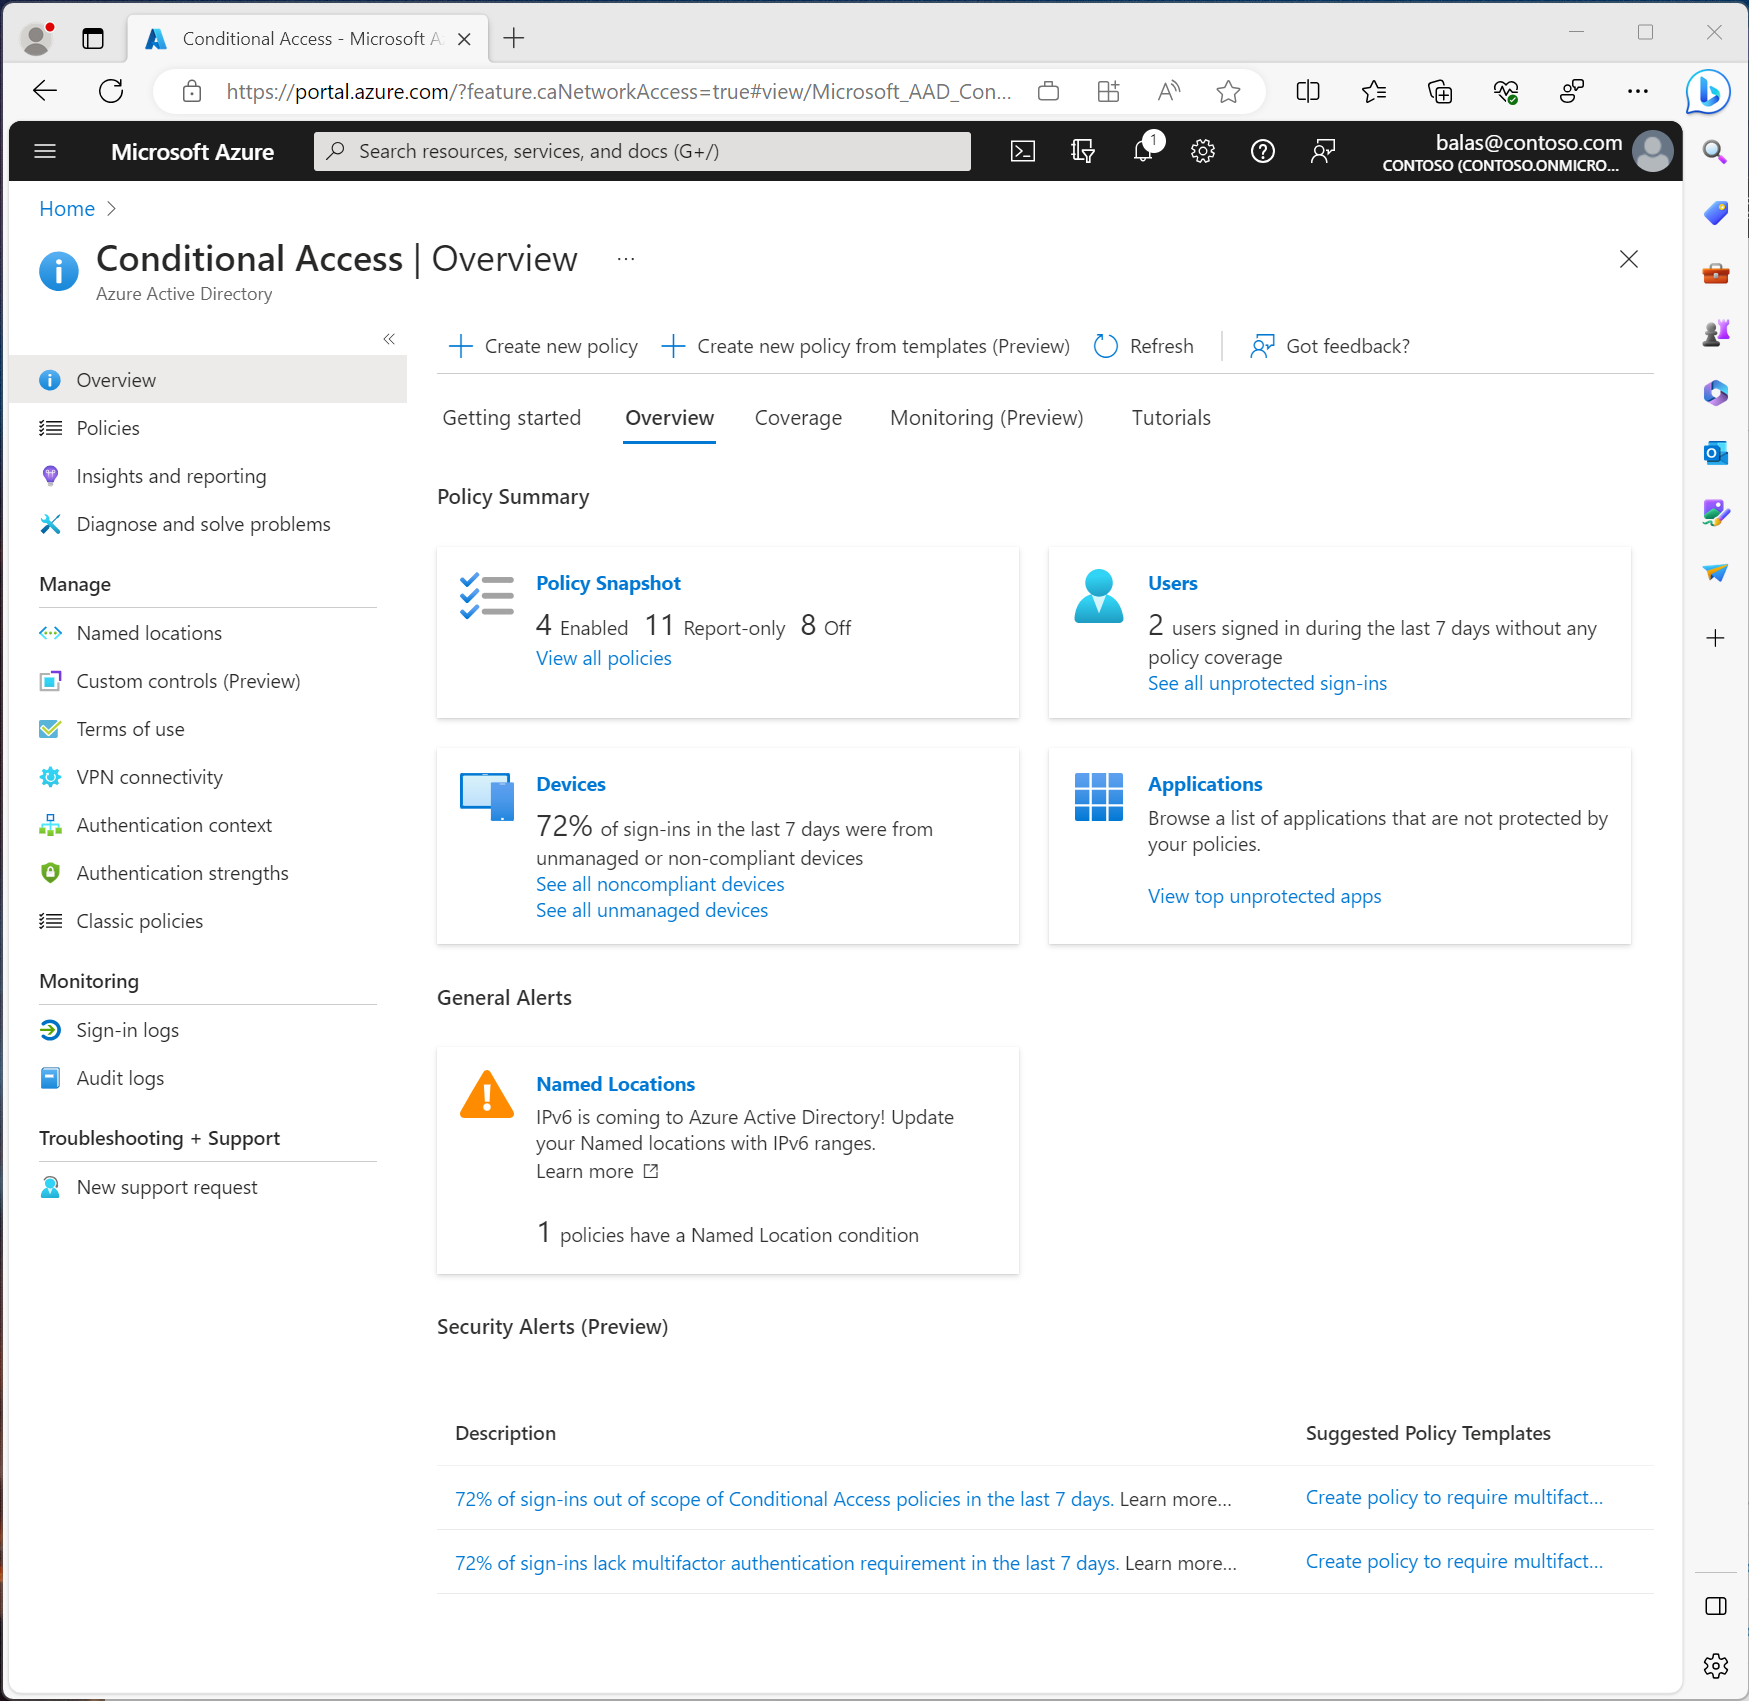 Conditional Access - Microsoft A
https://portal.azure.com/?feature.caNetworkAccess=true#view/Microsoft_AAD_Con...
Microsoft Azure
Search resources, services, and docs (G+/)
1
balas@contoso.com
CONTOSO (CONTOSO.ONMICRO...
Home
Conditional Access | Overview
...
Azure Active Directory
Create new policy
Create new policy from templates (Preview)
Refresh
Got feedback?
Overview
Policies
Insights and reporting
Diagnose and solve problems
Manage
Named locations
Custom controls (Preview)
Terms of use
VPN connectivity
Authentication context
Authentication strengths
Classic policies
Monitoring
Sign-in logs
Audit logs
Troubleshooting + Support
New support request
Getting started
Overview
Coverage
Monitoring (Preview)
Tutorials
Policy Summary
Policy Snapshot
4 Enabled 11 Report-only 8 Off
View all policies
Users
2 users signed in during the last 7 days without any
policy coverage
See all unprotected sign-ins
Devices
72% of sign-ins in the last 7 days were from
unmanaged or non-compliant devices
See all noncompliant devices
See all unmanaged devices
Applications
Browse a list of applications that are not protected by
your policies.
View top unprotected apps
General Alerts
Named Locations
IPv6 is coming to Azure Active Directory! Update
your Named locations with IPv6 ranges.
Learn more
1 policies have a Named Location condition
Security Alerts (Preview)
Description
Suggested Policy Templates
72% of sign-ins out of scope of Conditional Access policies in the last 7 days. Learn more...
Create policy to require multifact...
72% of sign-ins lack multifactor authentication requirement in the last 7 days. Learn more...
Create policy to require multifact...